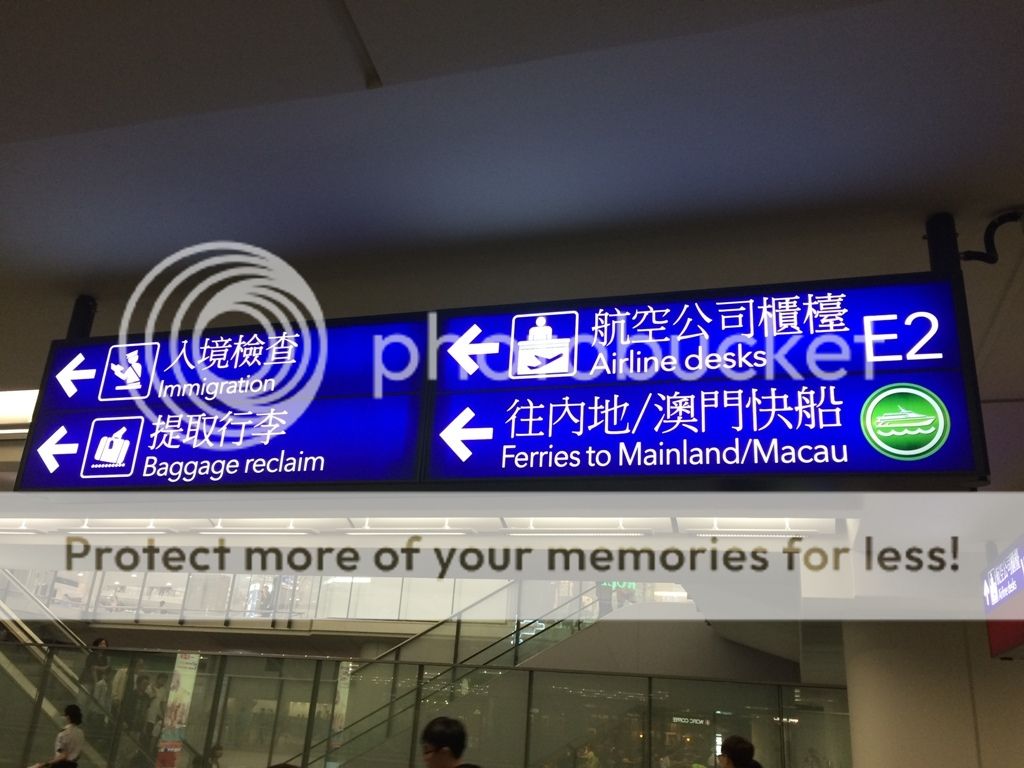 入境檢查
Immigration
提取行李
Baggage reclaim
航空公司櫃檯
Airline desks
E2
往內地/澳門快船
Ferries to Mainland/Macau
photobucket
Protect more of your memories for less!